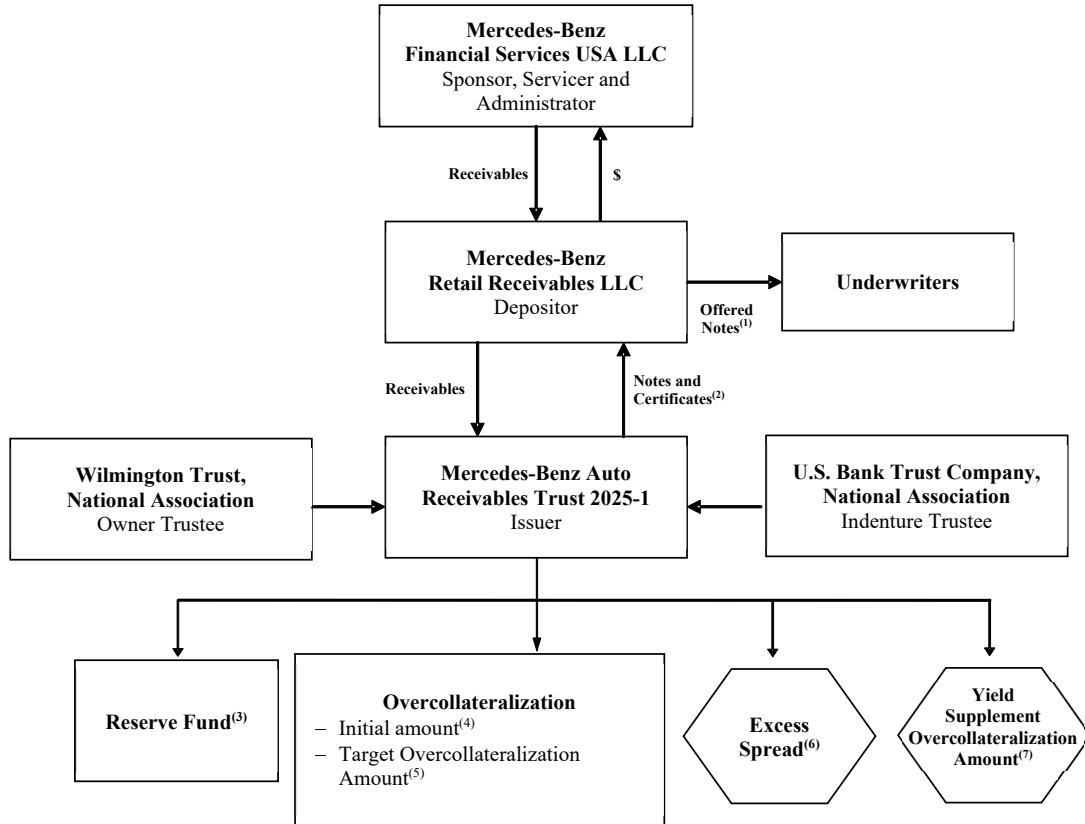 Mercedes-Benz
Financial Services USA LLC
Sponsor, Servicer and
Administrator
Receivables
$
Mercedes-Benz
Retail Receivables LLC
Depositor
Underwriters
Offered
Notes(1)
Receivables
Notes and
Certificates(2)
Wilmington Trust,
National Association
Owner Trustee
Mercedes-Benz Auto
Receivables Trust 2025-1
Issuer
U.S. Bank Trust Company,
National Association
Indenture Trustee
Reserve Fund(3)
Overcollateralization
– Initial amount(4)
– Target Overcollateralization
Amount(5)
Excess
Spread(6)
Yield
Supplement
Overcollateralization
Amount(7)